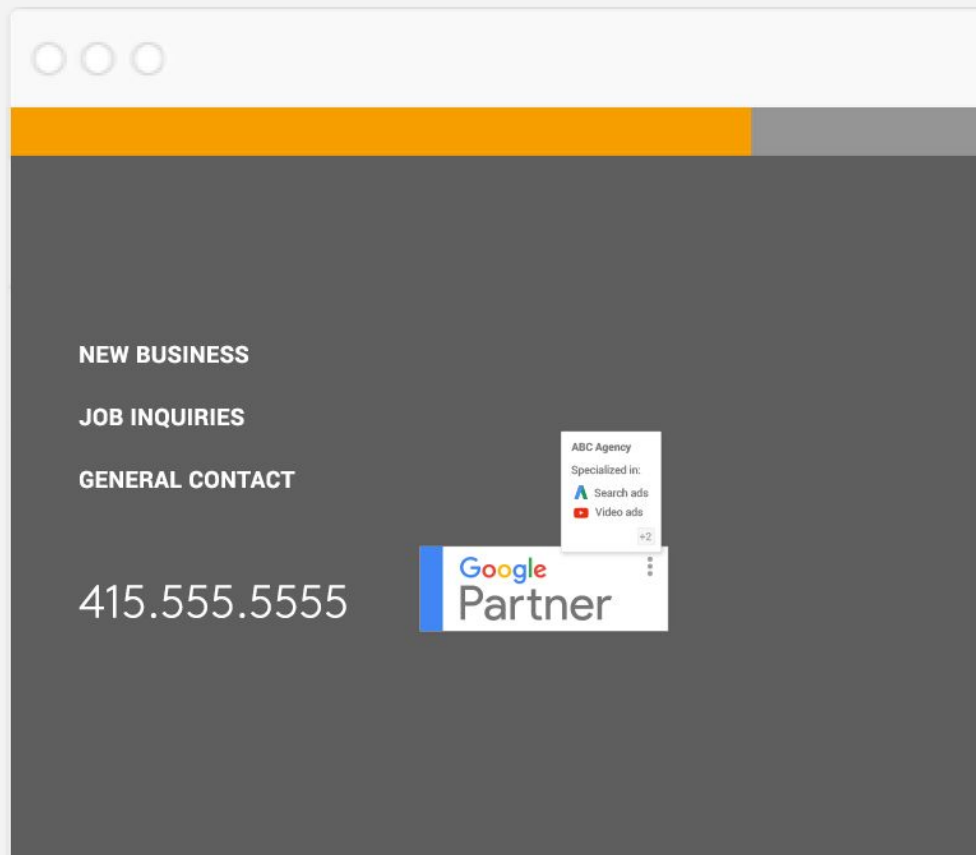 NEW BUSINESS
JOB INQUIRIES
GENERAL CONTACT
415.555.5555
ABC Agency
Specialized in:
Search ads
Video ads
+2
Google
Partner